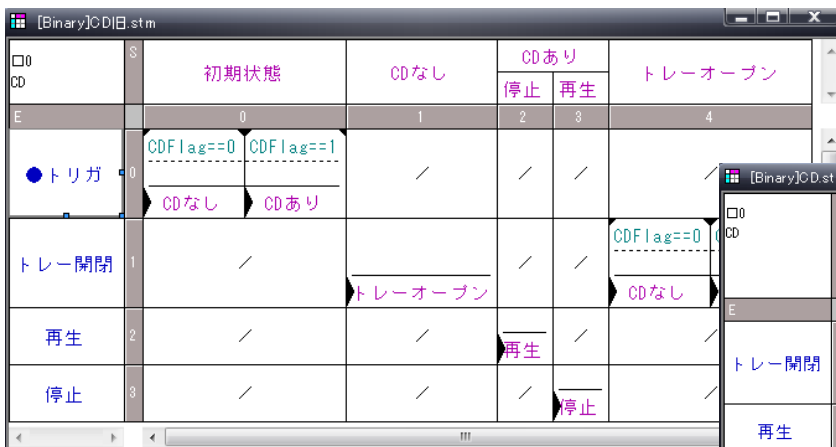 [Binary]CD旧.stm
□0
CD
S
初期状態
CDなし
CDあり
停止
再生
トレーオープン
E
0
1
2
3
4
●トリガ
0
CDFlag==0
CDFlag==1
CDなし
CDあり
/
/
/
/
トレー開閉
1
/
トレーオープン
/
/
CDFlag==0
CDなし
再生
2
/
/
再生
/
/
停止
3
/
/
/
停止
/
[Binary]CD.st
□0
CD
E
トレー開閉
再生